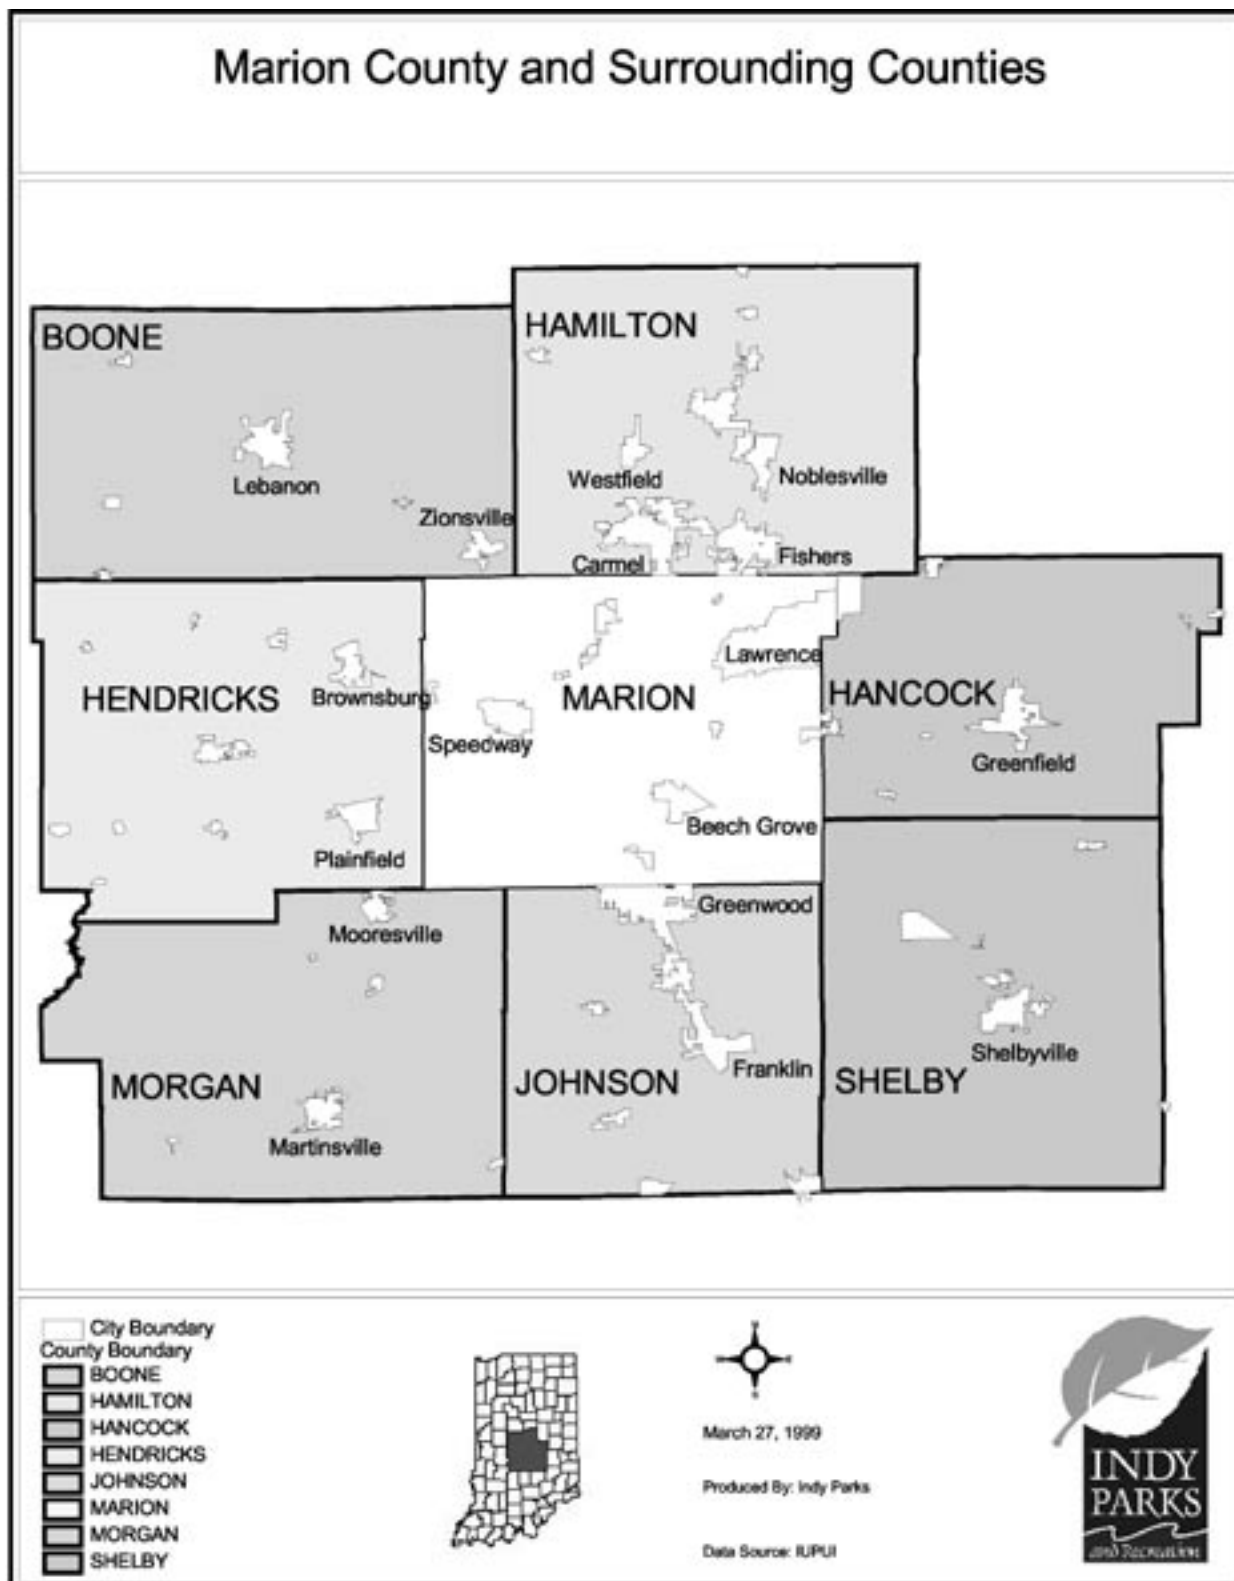 Marion County and Surrounding Counties
BOONE
HAMILTON
Lebanon
Westfield
Noblesville
Zionsville
Carmel
Fishers
Lawrence
HENDRICKS
Brownsburg
MARION
HANCOCK
Speedway
Greenfield
Beech Grove
Plainfield
Greenwood
Mooresville
Shelbyville
MORGAN
JOHNSON
Franklin
SHELBY
Martinsville
City Boundary
County Boundary
BOONE
HAMILTON
HANCOCK
HENDRICKS
JOHNSON
MARION
MORGAN
SHELBY
March 27, 1999
Produced By: Indy Parks
Data Source: IUPUI
INDY
PARKS
and Recreation